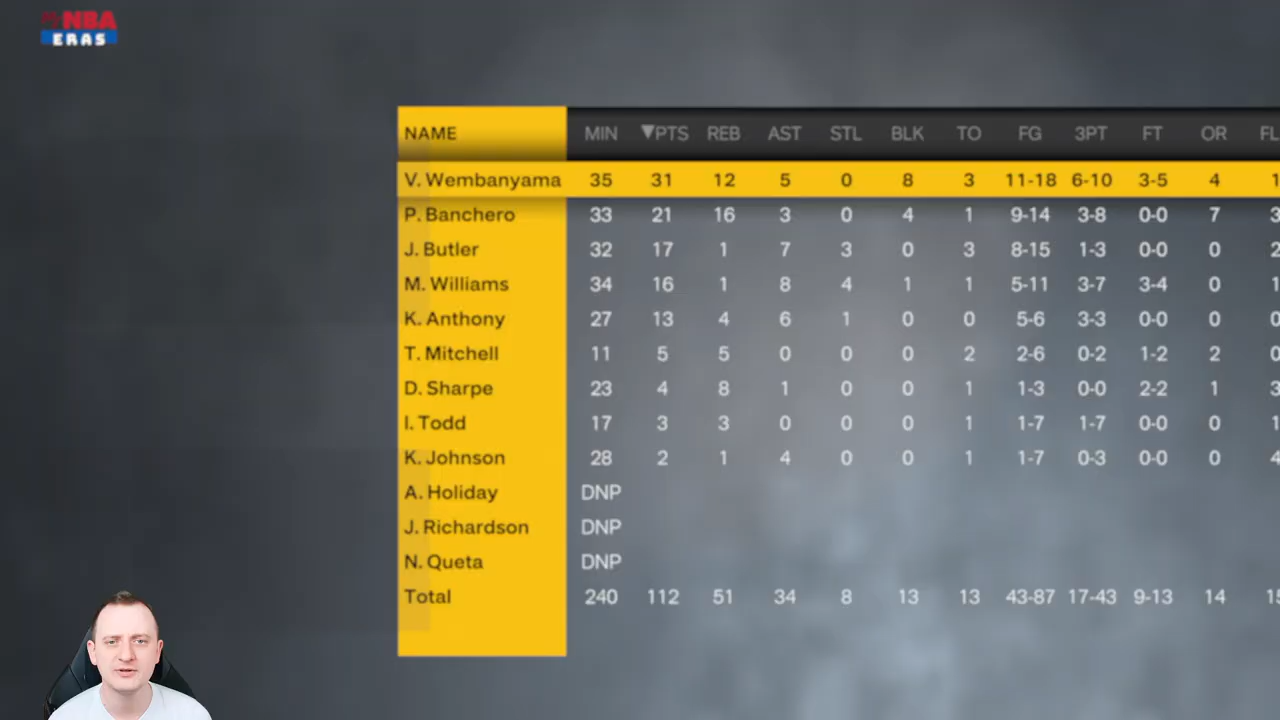 MyNBA
ERAS
NAME MIN ▼PTS REB AST STL BLK TO FG 3PT FT OR FL
V. Wembanyama 35 31 12 5 0 8 3 11-18 6-10 3-5 4 1
P. Banchero 33 21 16 3 0 4 1 9-14 3-8 0-0 7 3
J. Butler 32 17 1 7 3 0 3 8-15 1-3 0-0 0 2
M. Williams 34 16 1 8 4 1 1 5-11 3-7 3-4 0 1
K. Anthony 27 13 4 6 1 0 0 5-6 3-3 0-0 0 0
T. Mitchell 11 5 5 0 0 0 2 2-6 0-2 1-2 2 0
D. Sharpe 23 4 8 1 0 0 1 1-3 0-0 2-2 1 3
I. Todd 17 3 3 0 0 0 1 1-7 1-7 0-0 0 1
K. Johnson 28 2 1 4 0 0 1 1-7 0-3 0-0 0 4
A. Holiday DNP
J. Richardson DNP
N. Queta DNP
Total 240 112 51 34 8 13 13 43-87 17-43 9-13 14 15